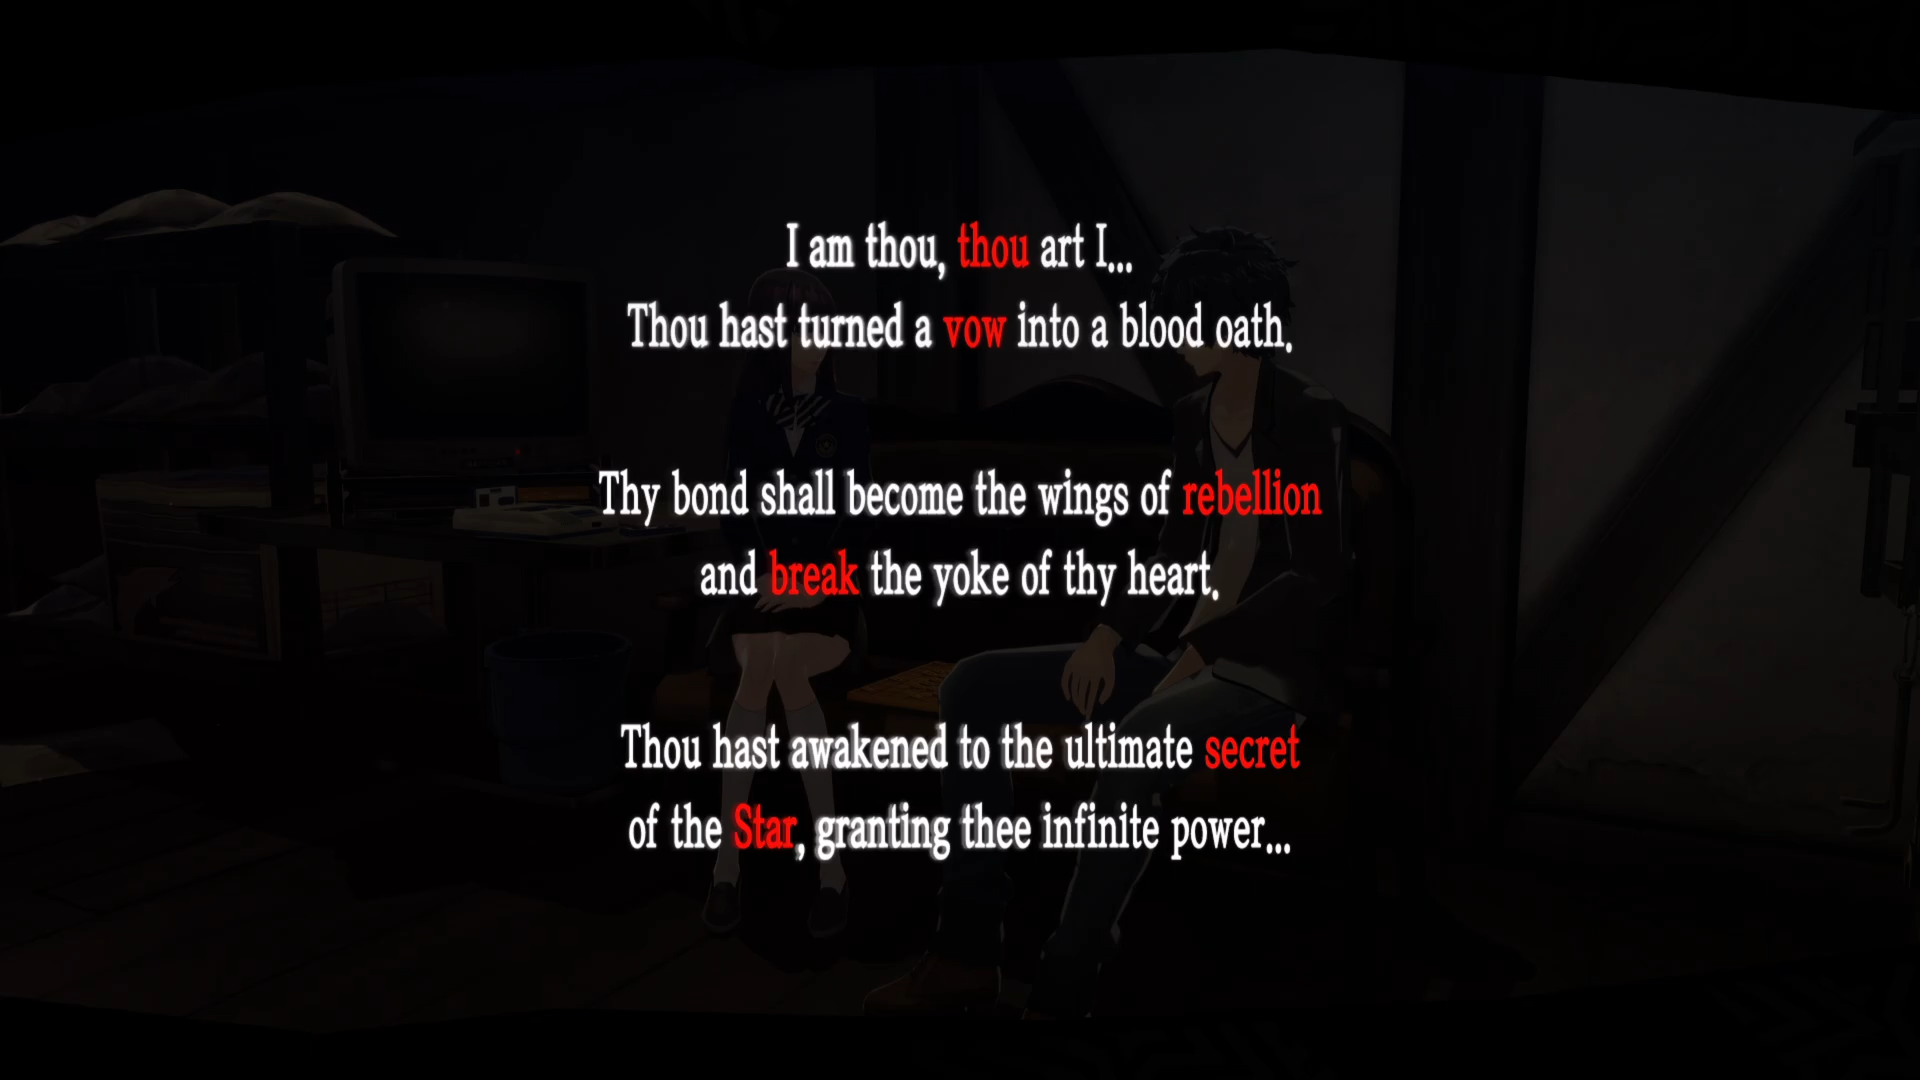 I am thou, thou art I...
Thou hast turned a vow into a blood oath.
Thy bond shall become the wings of rebellion
and break the yoke of thy heart.
Thou hast awakened to the ultimate secret
of the Star, granting thee infinite power...